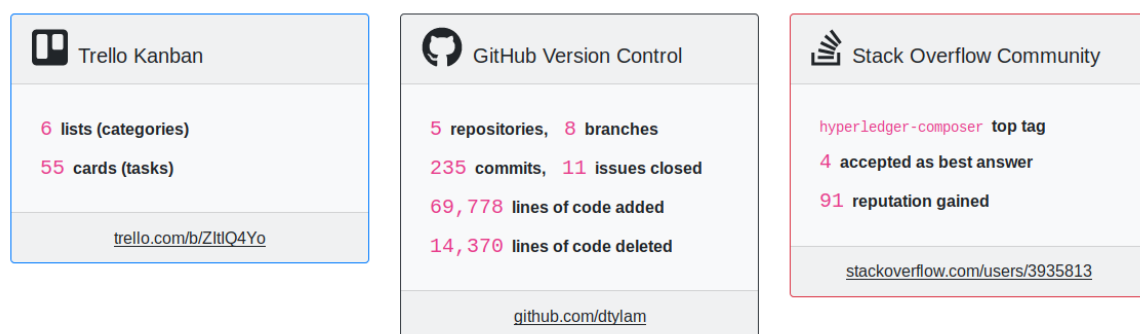 Trello Kanban
6 lists (categories)
55 cards (tasks)
trello.com/b/ZItlQ4Yo
GitHub Version Control
5 repositories, 8 branches
235 commits, 11 issues closed
69,778 lines of code added
14,370 lines of code deleted
github.com/dtylam
Stack Overflow Community
hyperledger-composer top tag
4 accepted as best answer
91 reputation gained
stackoverflow.com/users/3935813